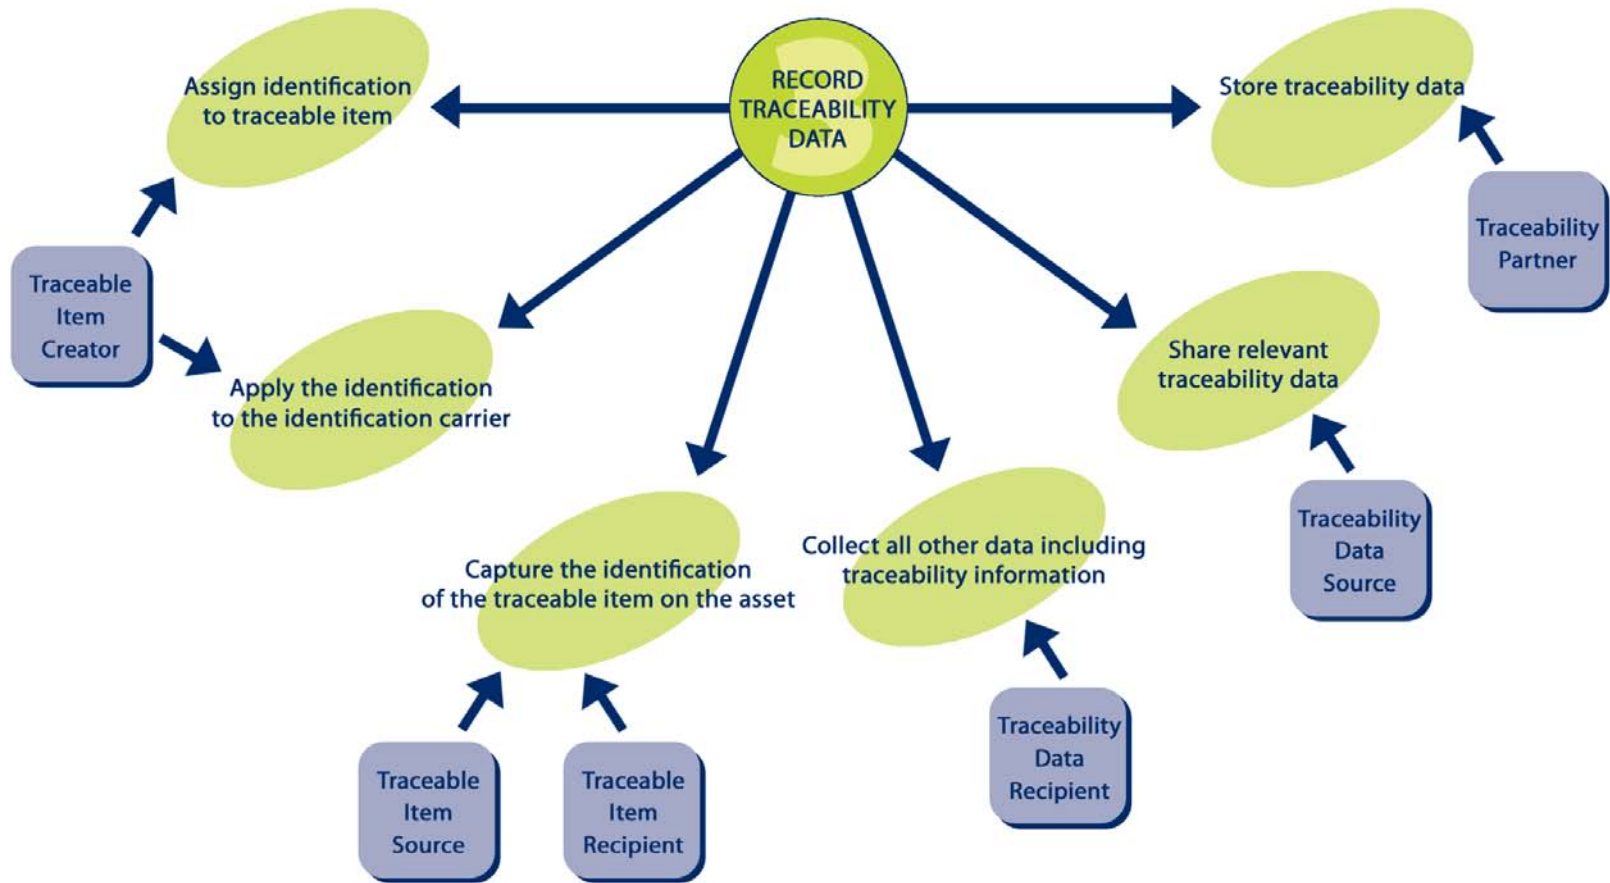 3
RECORD
TRACEABILITY
DATA
Assign identification
to traceable item
Store traceability data
Traceability
Partner
Traceable
Item
Creator
Apply the identification
to the identification carrier
Share relevant
traceability data
Traceability
Data
Source
Capture the identification
of the traceable item on the asset
Collect all other data including
traceability information
Traceable
Item
Source
Traceable
Item
Recipient
Traceability
Data
Recipient